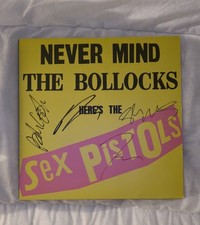 NEVER MIND
THE BOLLOCKS
HERE'S THE
Sex PISTOLS